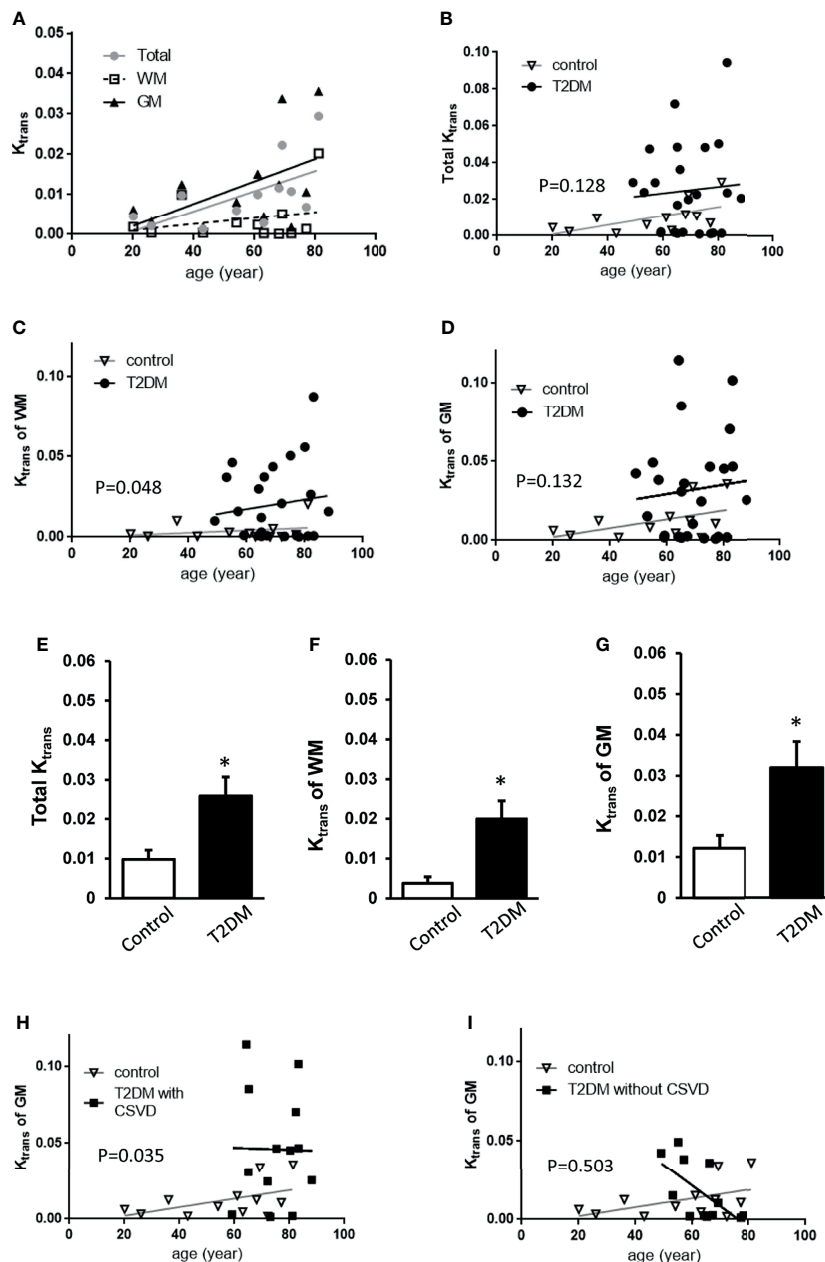 A
0.05
0.04
0.03
0.02
0.01
0.00
Ktrans
Total
WM
GM
0 20 40 60 80 100
age (year)
B
0.10
0.08
0.06
0.04
0.02
0.00
Total Ktrans
control
T2DM
P=0.128
0 20 40 60 80 100
age (year)
C
0.10
0.05
0.00
Ktrans of WM
control
T2DM
P=0.048
0 20 40 60 80 100
age (year)
D
0.10
0.05
0.00
Ktrans of GM
control
T2DM
P=0.132
0 20 40 60 80 100
age (year)
E
0.06
0.05
0.04
0.03
0.02
0.01
0
Total Ktrans
*
Control
T2DM
F
0.06
0.05
0.04
0.03
0.02
0.01
0
Ktrans of WM
*
Control
T2DM
G
0.06
0.05
0.04
0.03
0.02
0.01
0
Ktrans of GM
*
Control
T2DM
H
0.10
0.05
0.00
Ktrans of GM
control
T2DM with
CSVD
P=0.035
0 20 40 60 80 100
age (year)
I
0.10
0.05
0.00
Ktrans of GM
control
T2DM without CSVD
P=0.503
0 20 40 60 80 100
age (year)